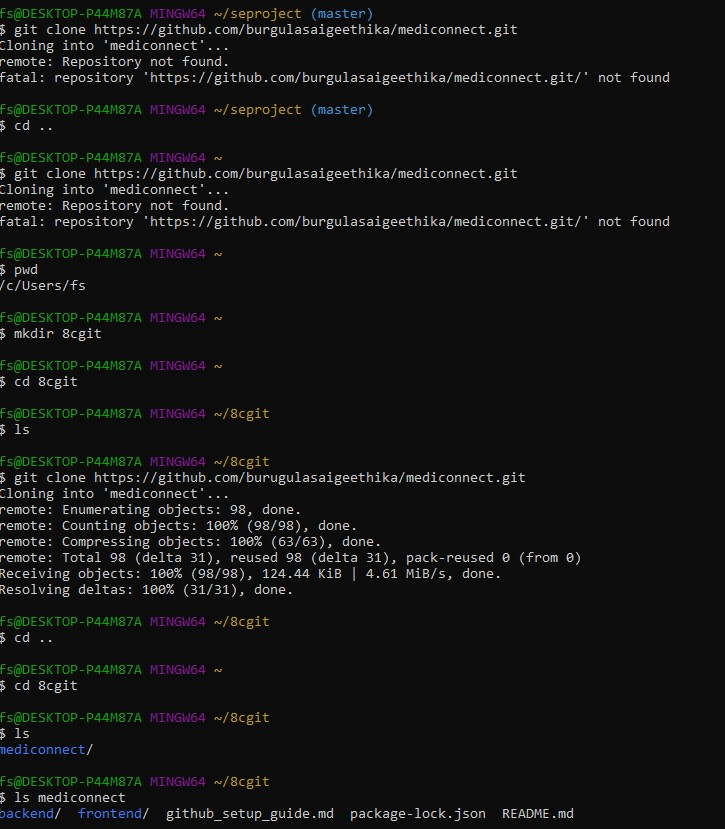 fs@DESKTOP-P44M87A MINGW64 ~/seproject (master)
$ git clone https://github.com/burgulasaigeethika/mediconnect.git
Cloning into 'mediconnect'...
remote: Repository not found.
fatal: repository 'https://github.com/burgulasaigeethika/mediconnect.git/' not found
fs@DESKTOP-P44M87A MINGW64 ~/seproject (master)
$ cd ..
fs@DESKTOP-P44M87A MINGW64 ~
$ git clone https://github.com/burgulasaigeethika/mediconnect.git
Cloning into 'mediconnect'...
remote: Repository not found.
fatal: repository 'https://github.com/burgulasaigeethika/mediconnect.git/' not found
fs@DESKTOP-P44M87A MINGW64 ~
$ pwd
/c/Users/fs
fs@DESKTOP-P44M87A MINGW64 ~
$ mkdir 8cgit
fs@DESKTOP-P44M87A MINGW64 ~
$ cd 8cgit
fs@DESKTOP-P44M87A MINGW64 ~/8cgit
$ ls
fs@DESKTOP-P44M87A MINGW64 ~/8cgit
$ git clone https://github.com/burugulasaigeethika/mediconnect.git
Cloning into 'mediconnect'...
remote: Enumerating objects: 98, done.
remote: Counting objects: 100% (98/98), done.
remote: Compressing objects: 100% (63/63), done.
remote: Total 98 (delta 31), reused 98 (delta 31), pack-reused 0 (from 0)
Receiving objects: 100% (98/98), 124.44 KiB | 4.61 MiB/s, done.
Resolving deltas: 100% (31/31), done.
fs@DESKTOP-P44M87A MINGW64 ~/8cgit
$ cd ..
fs@DESKTOP-P44M87A MINGW64 ~
$ cd 8cgit
fs@DESKTOP-P44M87A MINGW64 ~/8cgit
$ ls
mediconnect/
fs@DESKTOP-P44M87A MINGW64 ~/8cgit
$ ls mediconnect
backend/  frontend/  github_setup_guide.md  package-lock.json  README.md